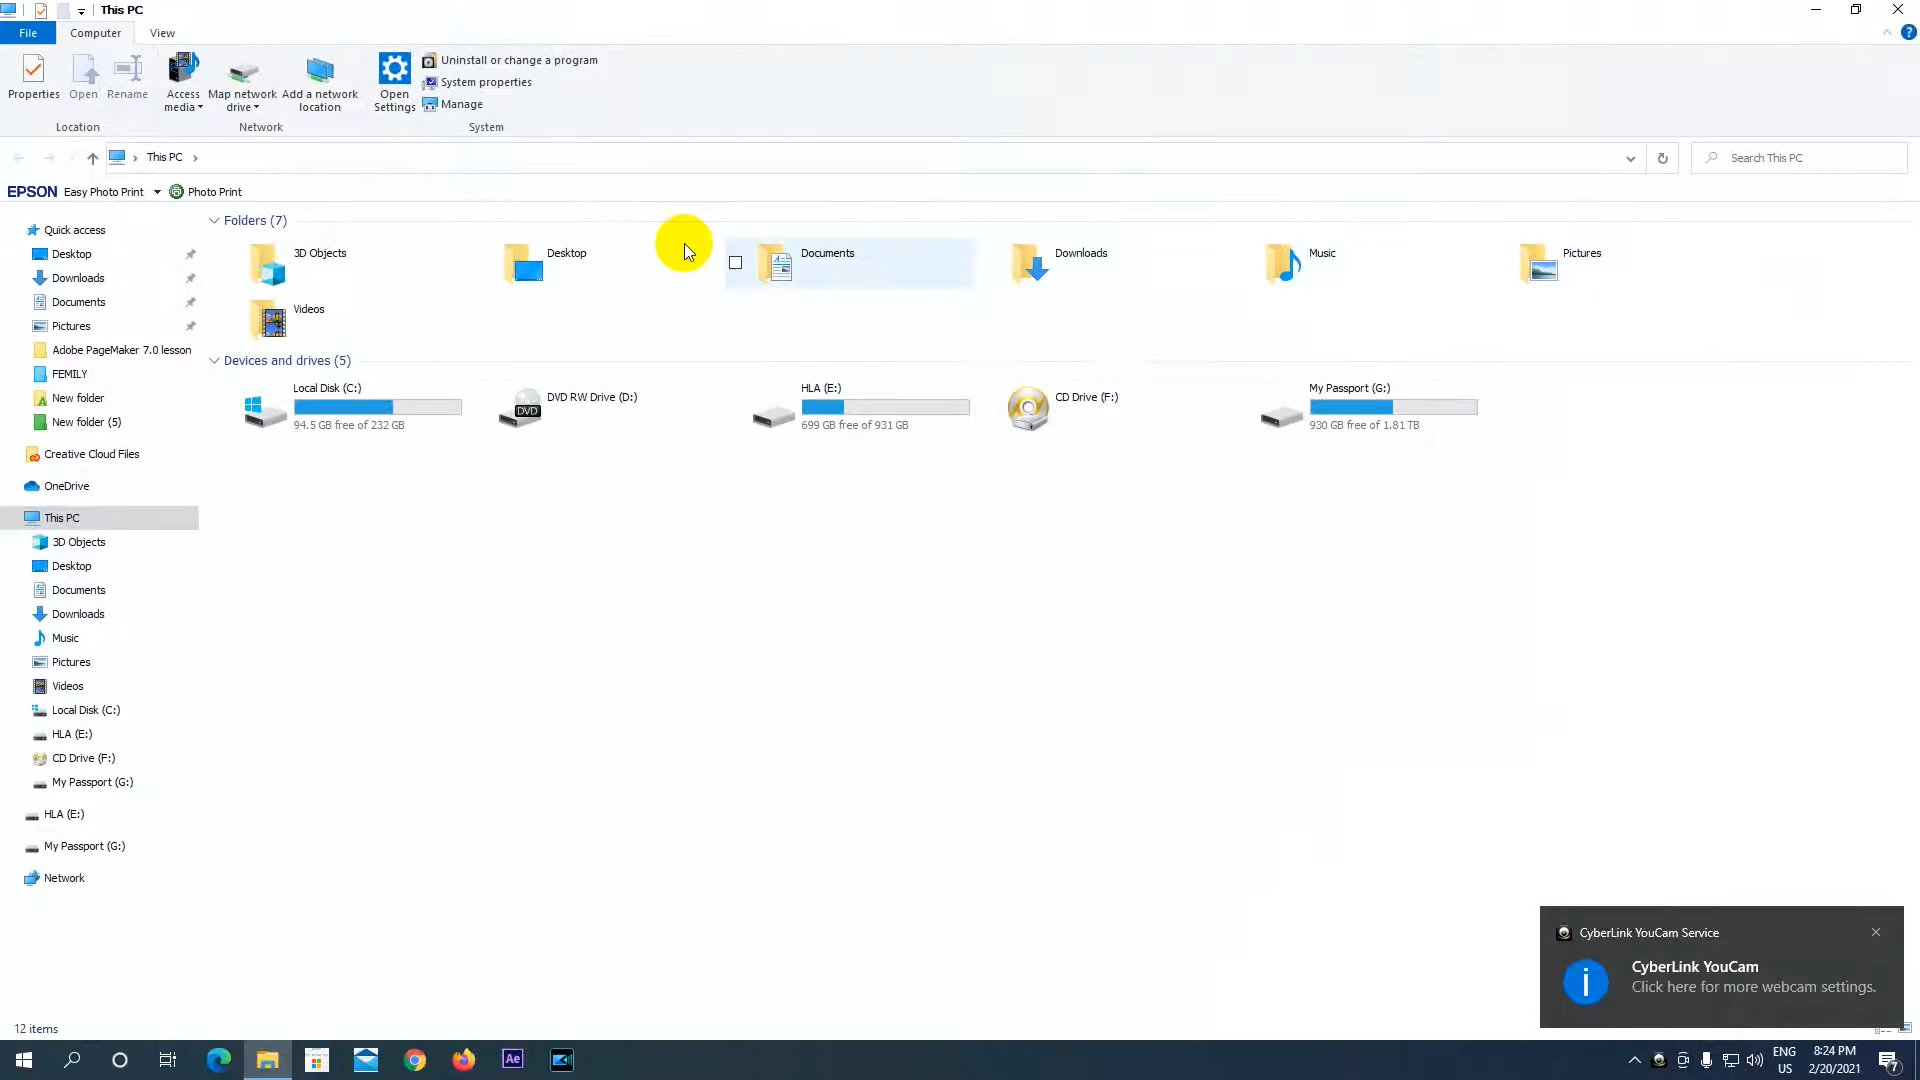 This PC
File Computer View
Properties Open Rename Access media Map network drive Add a network location Open Settings
Uninstall or change a program
System properties
Manage
Location Network System
This PC
Search This PC
EPSON Easy Photo Print Photo Print
Quick access
Desktop
Downloads
Documents
Pictures
Adobe PageMaker 7.0 lesson
FEMILY
New folder
New folder (5)
Creative Cloud Files
OneDrive
This PC
3D Objects
Desktop
Documents
Downloads
Music
Pictures
Videos
Local Disk (C:)
HLA (E:)
CD Drive (F:)
My Passport (G:)
HLA (E:)
My Passport (G:)
Network
Folders (7)
3D Objects Desktop Documents Downloads Music Pictures
Videos
Devices and drives (5)
Local Disk (C:)
94.5 GB free of 232 GB
DVD RW Drive (D:)
DVD
HLA (E:)
699 GB free of 931 GB
CD Drive (F:)
My Passport (G:)
930 GB free of 1.81 TB
CyberLink YouCam Service
CyberLink YouCam
Click here for more webcam settings.
12 items
Ae
ENG
US
8:24 PM
2/20/2021
7